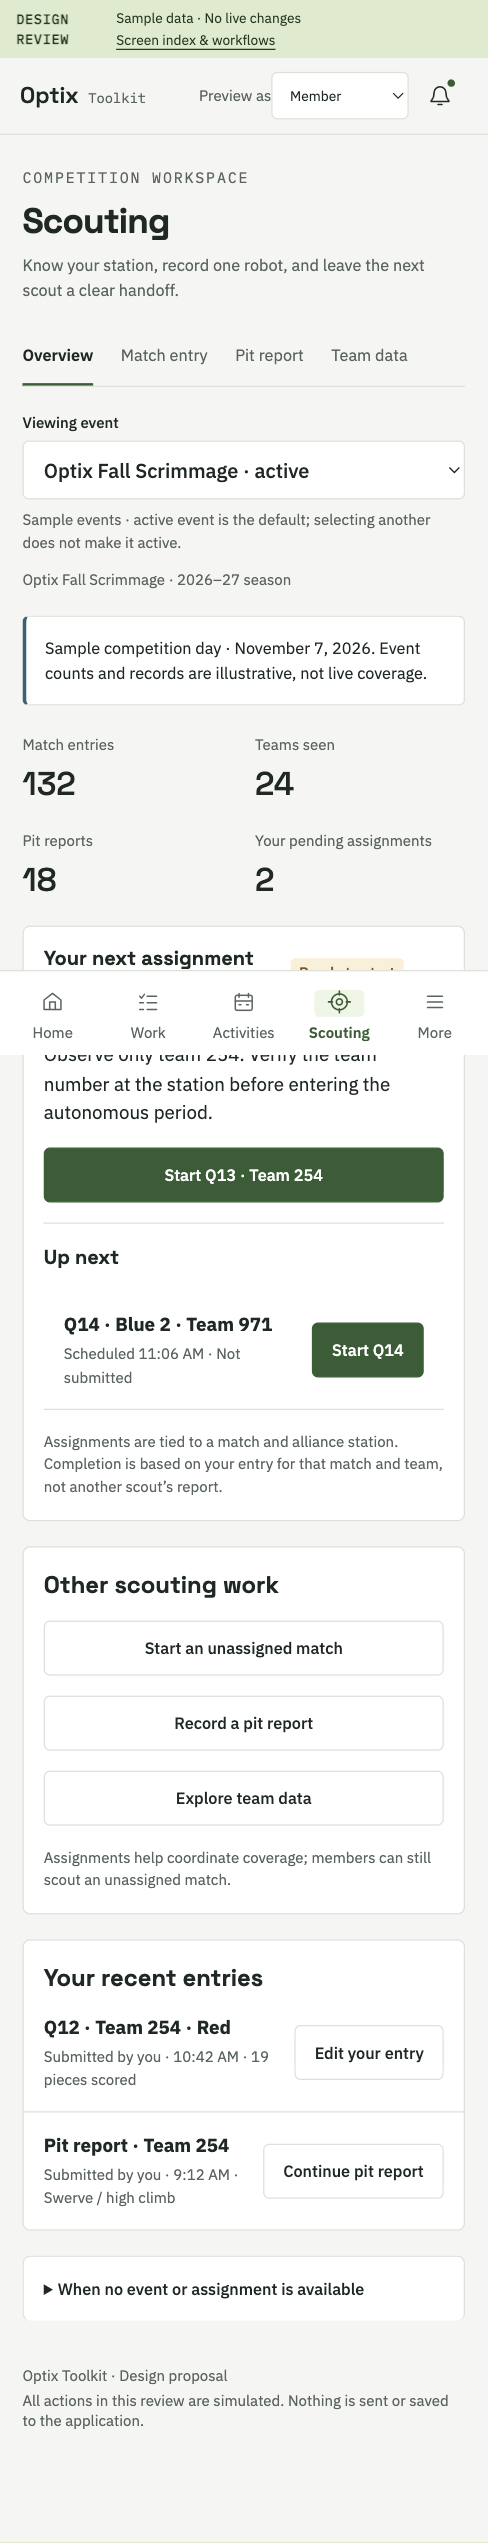 DESIGN REVIEW
Sample data · No live changes
Screen index & workflows
Optix Toolkit
Preview as
Member
COMPETITION WORKSPACE
Scouting
Know your station, record one robot, and leave the next
scout a clear handoff.
Overview
Match entry
Pit report
Team data
Viewing event
Optix Fall Scrimmage · active
Sample events · active event is the default; selecting another
does not make it active.
Optix Fall Scrimmage · 2026–27 season
Sample competition day · November 7, 2026. Event
counts and records are illustrative, not live coverage.
Match entries
132
Teams seen
24
Pit reports
18
Your pending assignments
2
Your next assignment
Home
Work
Activities
Scouting
More
Observe only team 254. Verify the team
number at the station before entering the
autonomous period.
Start Q13 · Team 254
Up next
Q14 · Blue 2 · Team 971
Scheduled 11:06 AM · Not
submitted
Start Q14
Assignments are tied to a match and alliance station.
Completion is based on your entry for that match and team,
not another scout’s report.
Other scouting work
Start an unassigned match
Record a pit report
Explore team data
Assignments help coordinate coverage; members can still
scout an unassigned match.
Your recent entries
Q12 · Team 254 · Red
Submitted by you · 10:42 AM · 19
pieces scored
Edit your entry
Pit report · Team 254
Submitted by you · 9:12 AM ·
Swerve / high climb
Continue pit report
When no event or assignment is available
Optix Toolkit · Design proposal
All actions in this review are simulated. Nothing is sent or saved
to the application.